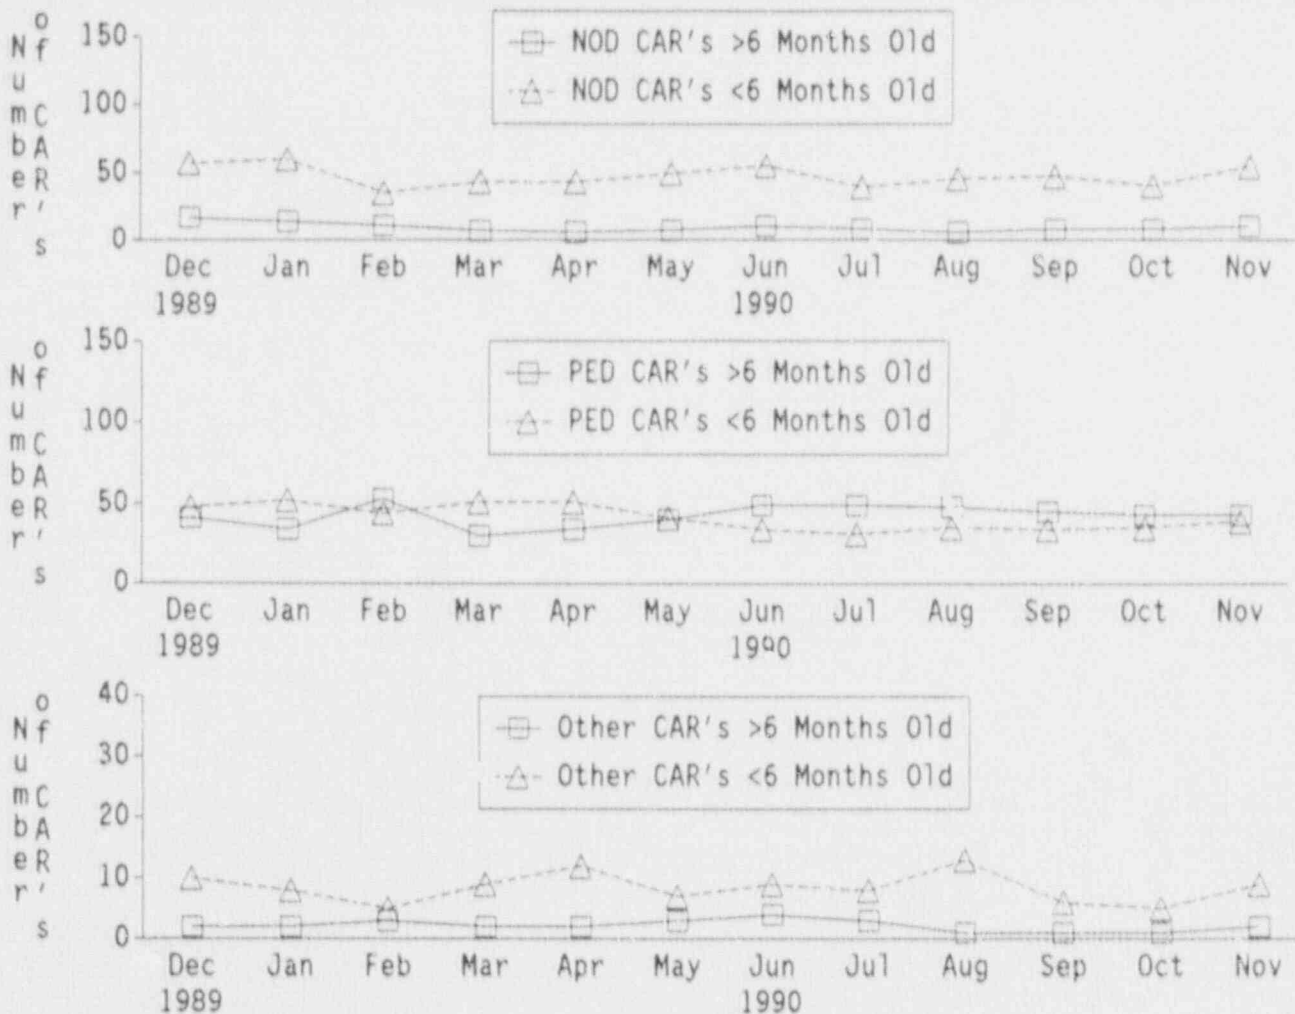 Number of CAR's
150
100
50
0
NOD CAR's >6 Months Old
NOD CAR's <6 Months Old
Dec Jan Feb Mar Apr May Jun Jul Aug Sep Oct Nov
1989 1990
Number of CAR's
150
100
50
0
PED CAR's >6 Months Old
PED CAR's <6 Months Old
Dec Jan Feb Mar Apr May Jun Jul Aug Sep Oct Nov
1989 1990
Number of CAR's
40
30
20
10
0
Other CAR's >6 Months Old
Other CAR's <6 Months Old
Dec Jan Feb Mar Apr May Jun Jul Aug Sep Oct Nov
1989 1990